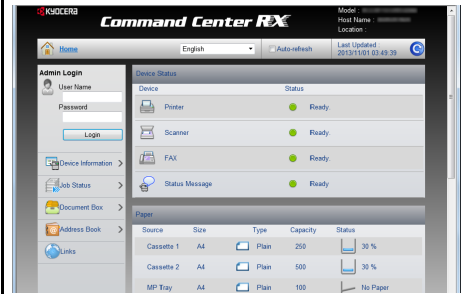 KYOCERA
Command Center RX
Model :
Host Name :
Location :
Home
English
Auto-refresh
Last Updated :
2013/11/01 03:49:39
Admin Login
User Name
Password
Login
Device Information
Job Status
Document Box
Address Book
Links
Device Status
Device Status
Printer Ready.
Scanner Ready.
FAX Ready.
Status Message Ready.
Paper
Source Size Type Capacity Status
Cassette 1 A4 Plain 250 30 %
Cassette 2 A4 Plain 500 30 %
MP Tray A4 Plain 100 No Paper